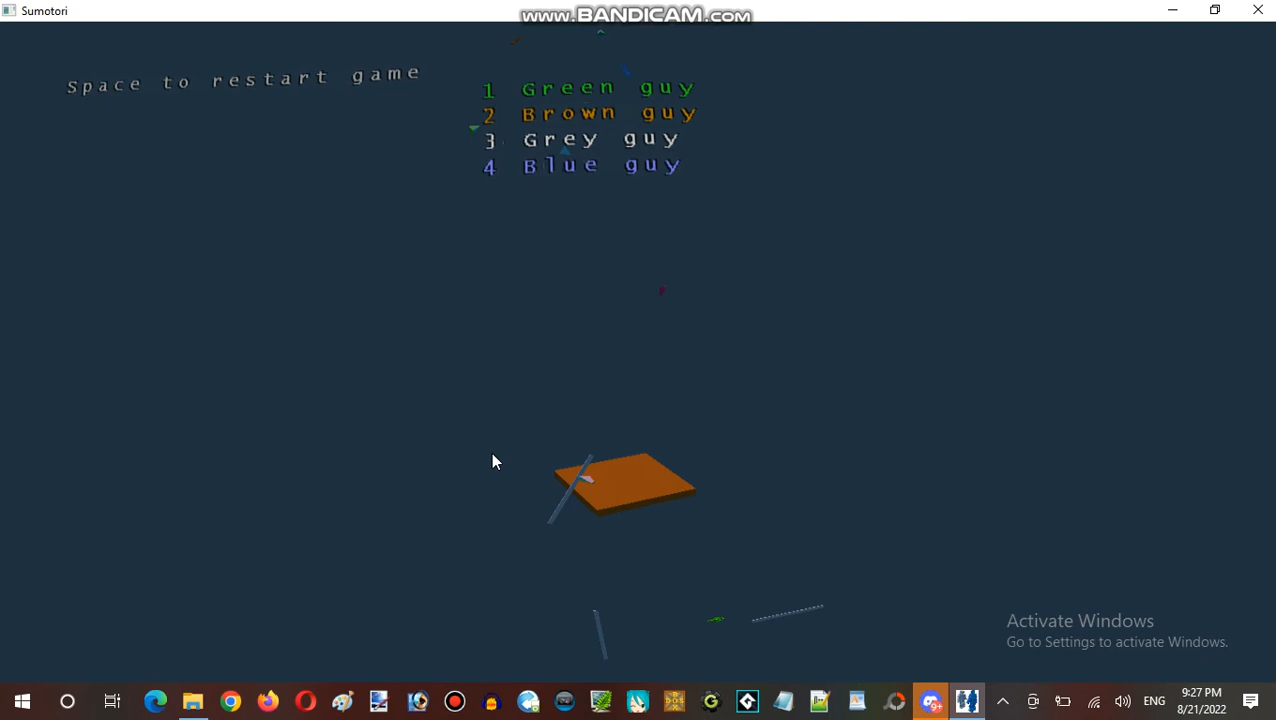 Sumotori
www.BANDICAM.com
Space to restart game
1 Green guy
2 Brown guy
3 Grey guy
4 Blue guy
Activate Windows
Go to Settings to activate Windows.
ENG
9:27 PM
8/21/2022